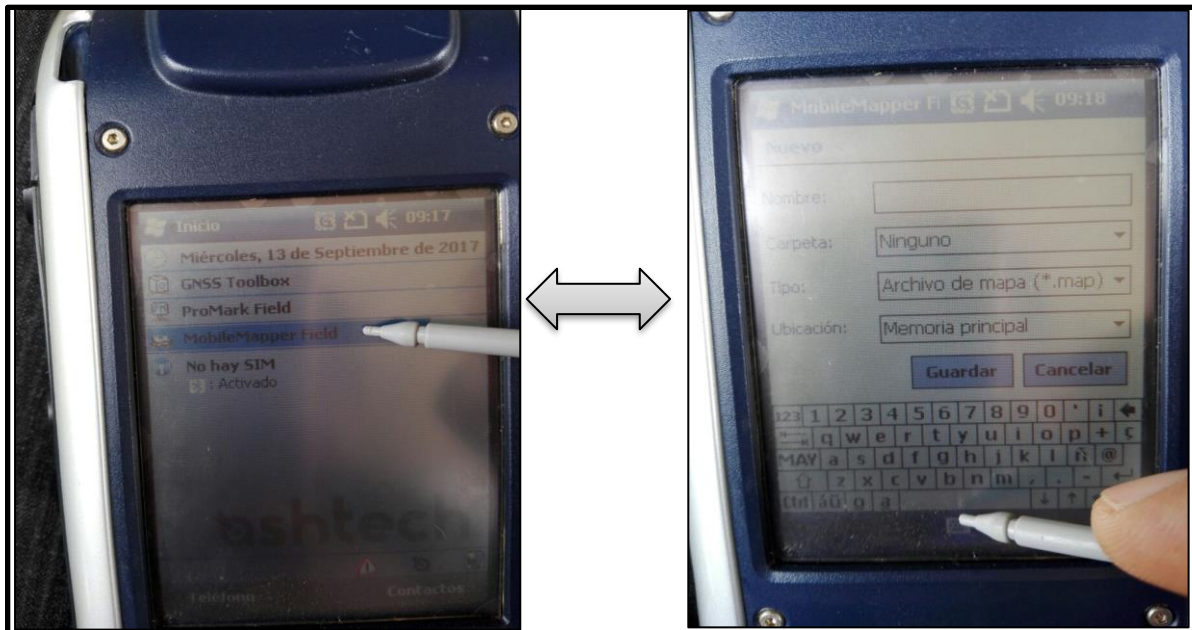 Inicio 09:17
Miércoles, 13 de Septiembre de 2017
GNSS Toolbox
ProMark Field
MobileMapper Field
No hay SIM
: Activado
ashtech
Teléfono Contactos
MobileMapper Fi 09:18
Nuevo
Nombre:
Carpeta: Ninguno
Tipo: Archivo de mapa (*.map)
Ubicación: Memoria principal
Guardar Cancelar
123 1 2 3 4 5 6 7 8 9 0 ' ¡
q w e r t y u i o p + ç
MAY a s d f g h j k l ñ @
z x c v b n m , . -
Ctrl áü º ª